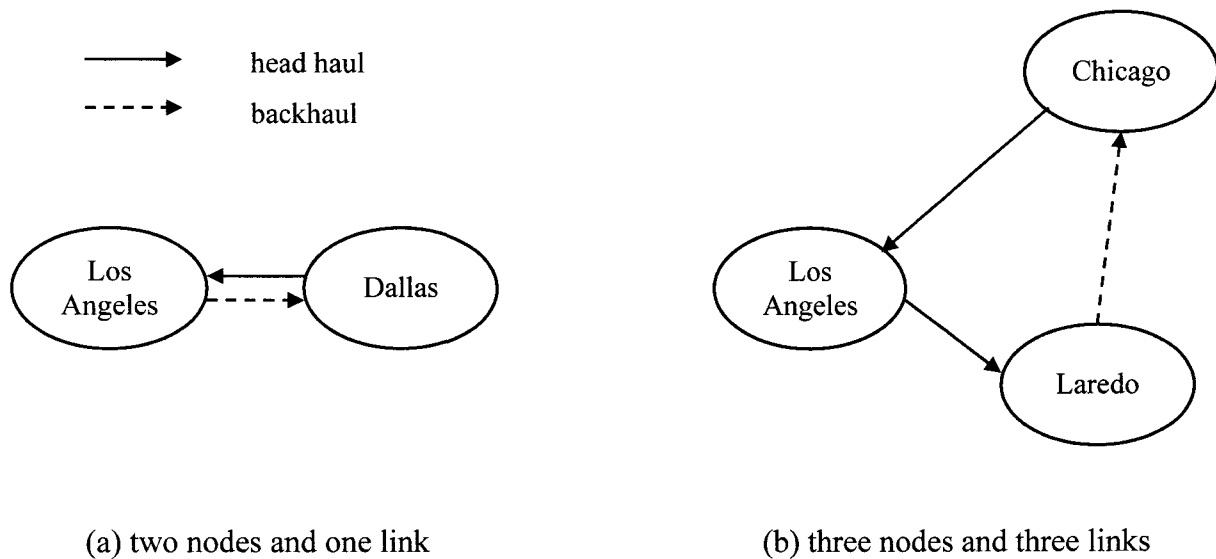 head haul
backhaul
Los
Angeles
Dallas
(a) two nodes and one link
Chicago
Los
Angeles
Laredo
(b) three nodes and three links